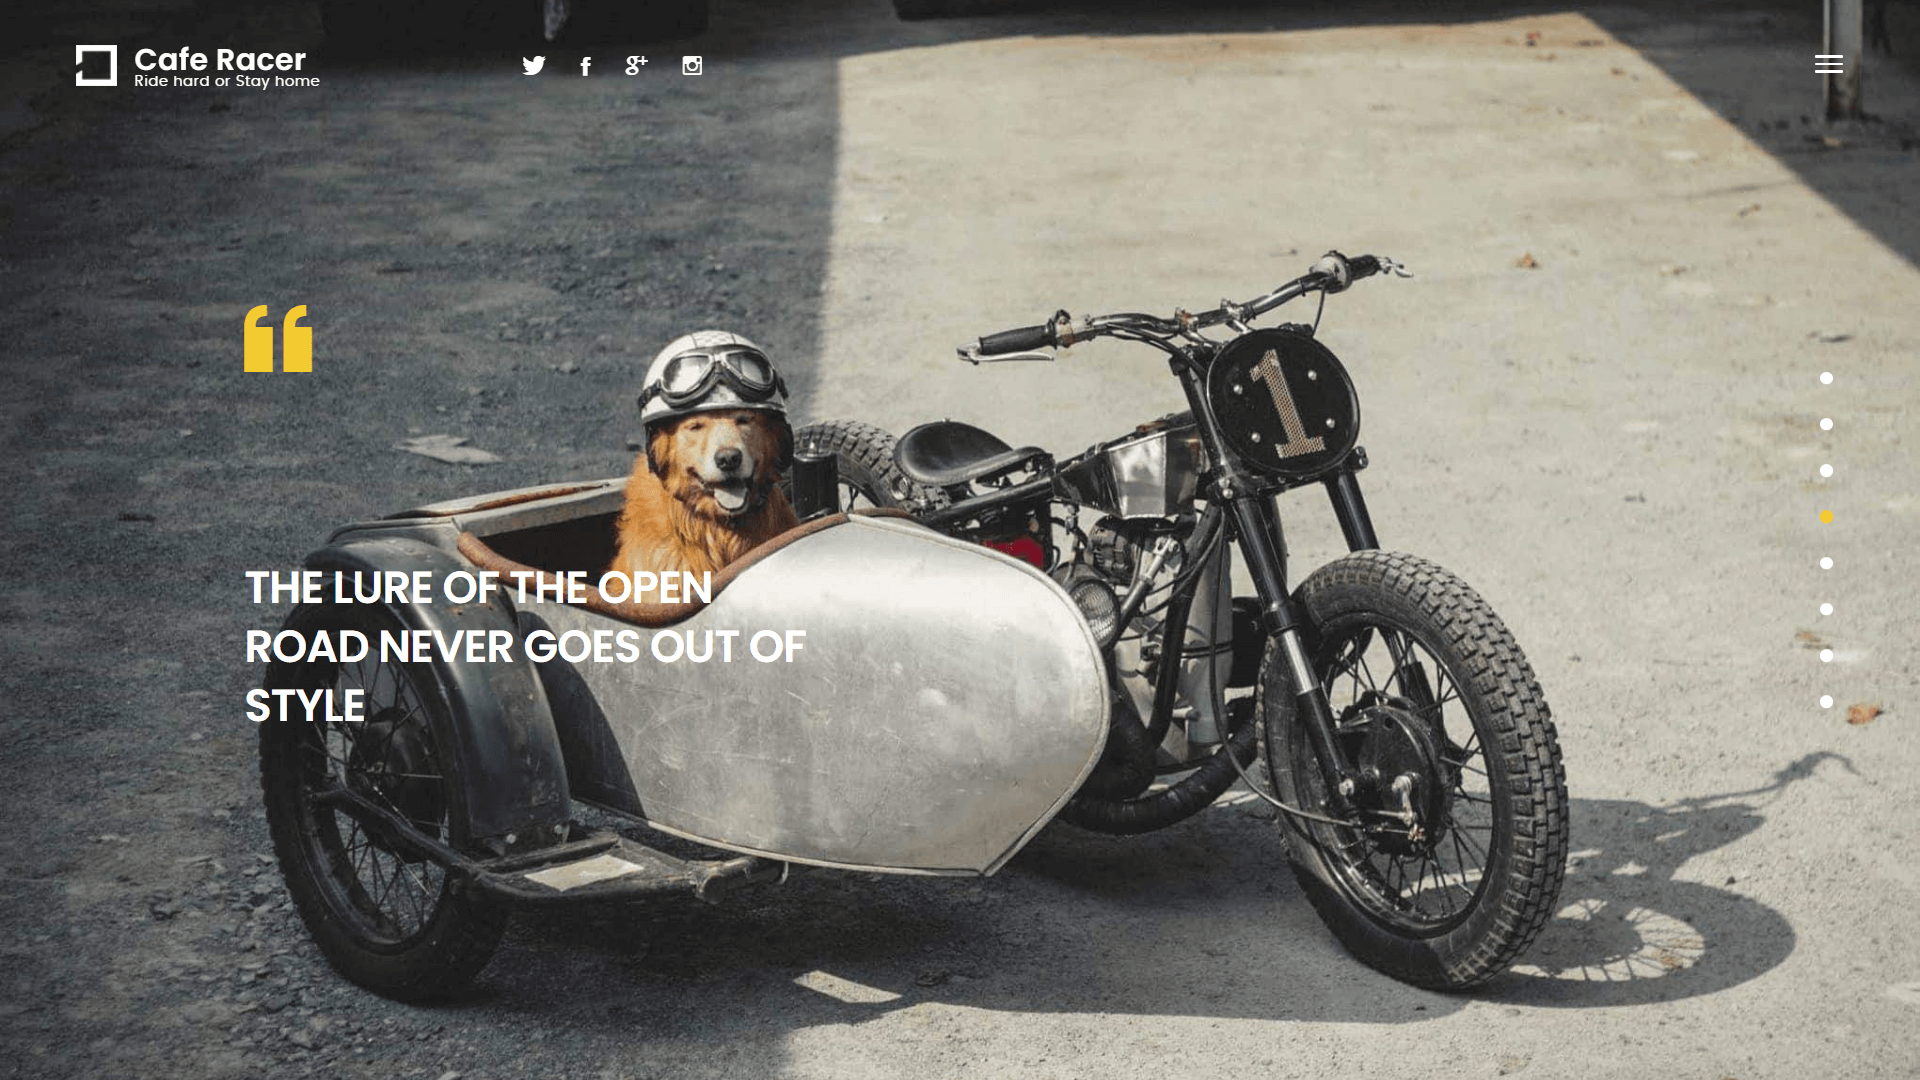 Cafe Racer
Ride hard or Stay home
1
THE LURE OF THE OPEN
ROAD NEVER GOES OUT OF
STYLE